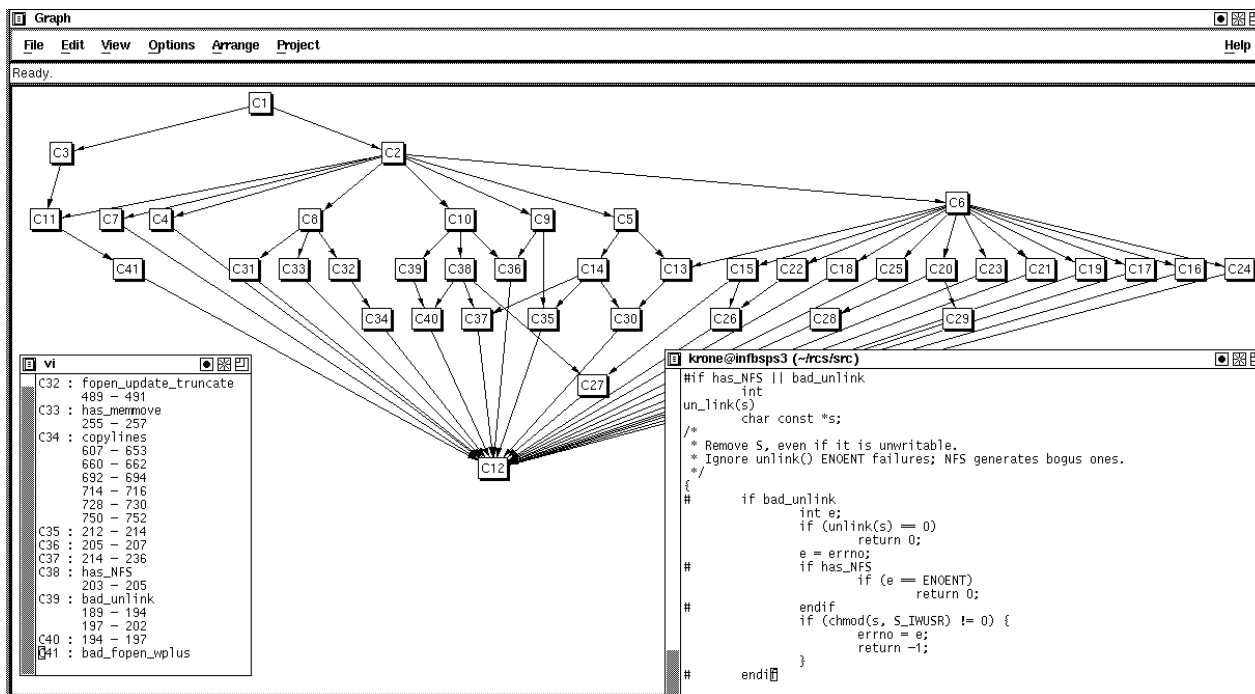 Graph
File Edit View Options Arrange Project Help
Ready.
C1
C3 C2
C6
C11 C7 C4 C8 C10 C9 C5
C41 C31 C33 C32 C39 C38 C36 C14 C13 C15 C22 C18 C25 C20 C23 C21 C19 C17 C16 C24
C34 C40 C37 C35 C30 C26 C28 C29
C27
C12
vi
C32 : fopen_update_truncate
489 – 491
C33 : has_memmove
255 – 257
C34 : copylines
607 – 653
660 – 662
692 – 694
714 – 716
728 – 730
750 – 752
C35 : 212 – 214
C36 : 205 – 207
C37 : 214 – 236
C38 : has_NFS
203 – 205
C39 : bad_unlink
189 – 194
197 – 202
C40 : 194 – 197
C41 : bad_fopen_wplus
krone@infbsps3 (~/rcs/src)
#if has_NFS || bad_unlink
int
un_link(s)
char const *s;
/*
* Remove S, even if it is unwritable.
* Ignore unlink() ENOENT failures; NFS generates bogus ones.
*/
{
# if bad_unlink
int e;
if (unlink(s) == 0)
return 0;
e = errno;
# if has_NFS
if (e == ENOENT)
return 0;
# endif
if (chmod(s, S_IWUSR) != 0) {
errno = e;
return -1;
}
# endif